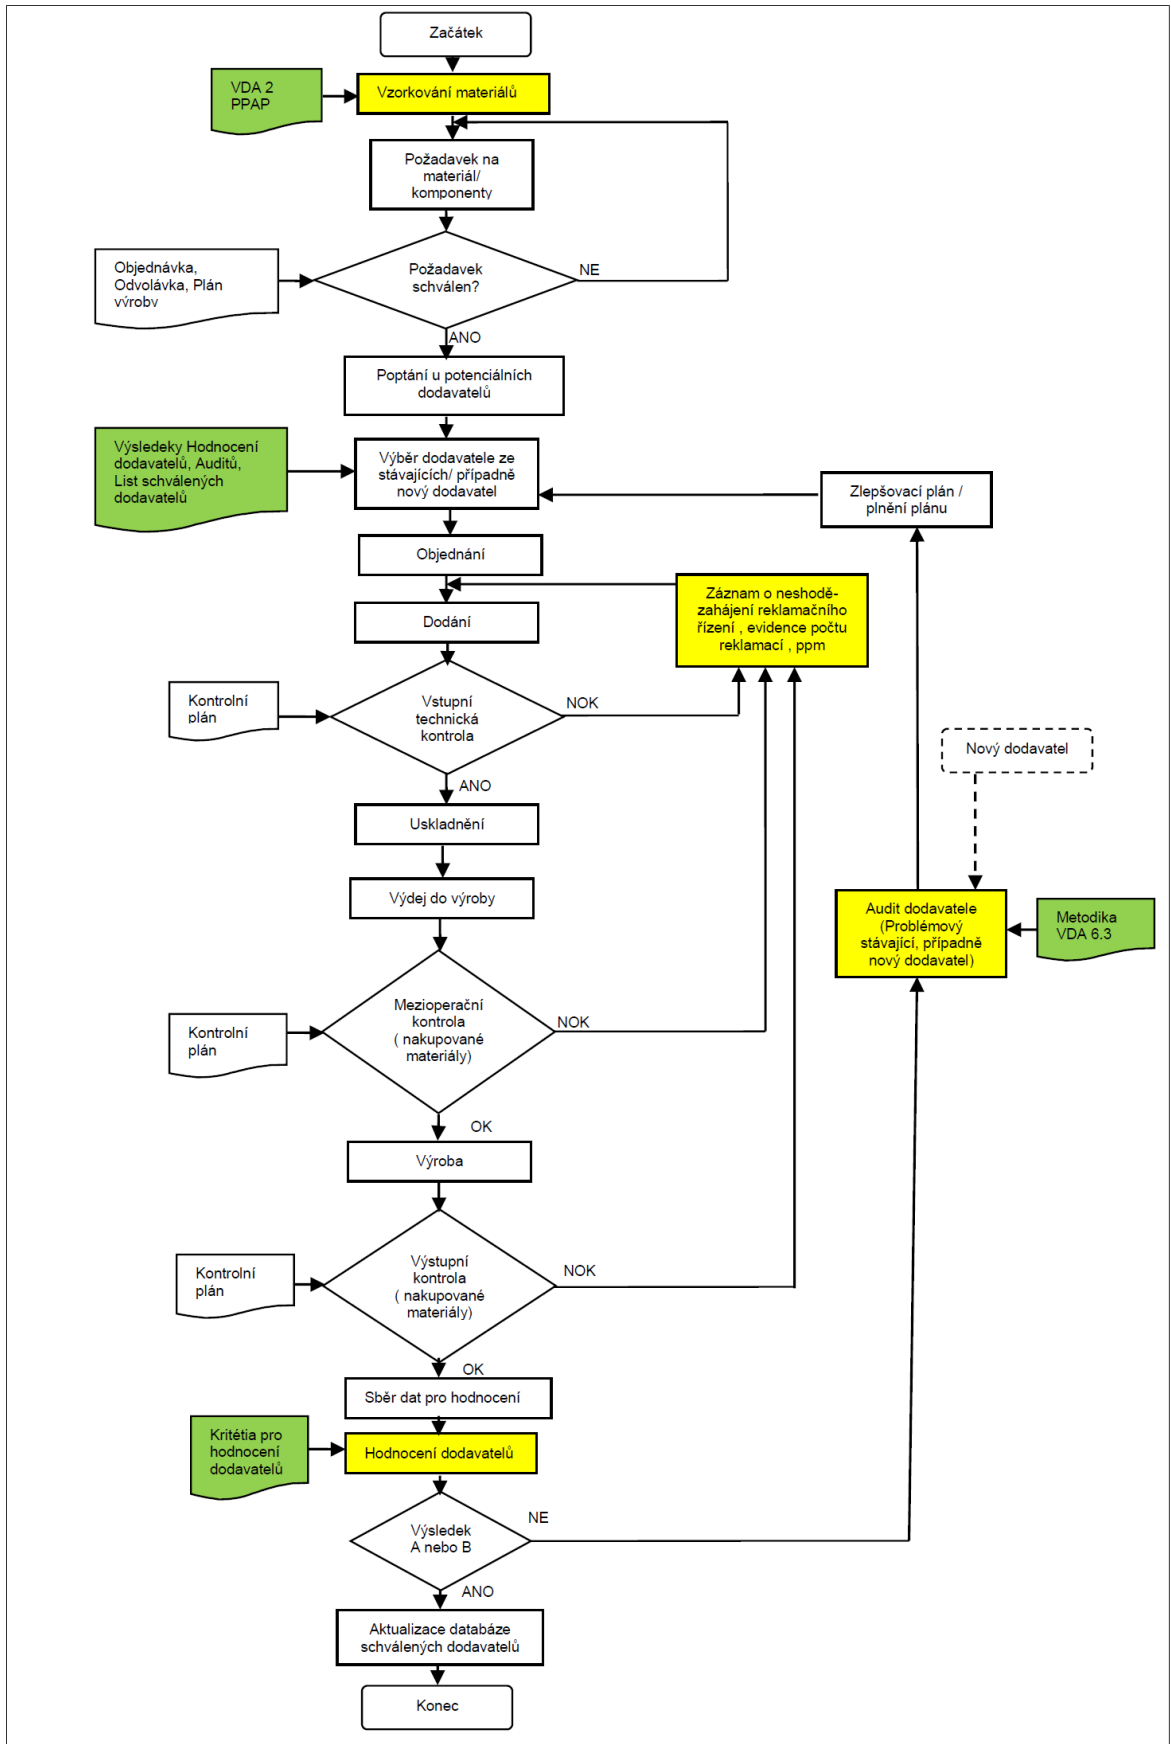 Začátek
VDA 2
PPAP
Vzorkování materiálů
Požadavek na
materiál/
komponenty
Objednávka,
Odvolávka, Plán
výroby
Požadavek
schválen?
NE
ANO
Poptání u potenciálních
dodavatelů
Výsledeky Hodnocení
dodavatelů, Auditů,
List schválených
dodavatelů
Výběr dodavatele ze
stávajících/ případně
nový dodavatel
Zlepšovací plán /
plnění plánu
Objednání
Záznam o neshodě-
zahájení reklamačního
řízení , evidence počtu
reklamací , ppm
Dodání
Kontrolní
plán
Vstupní
technická
kontrola
NOK
Nový dodavatel
ANO
Uskladnění
Výdej do výroby
Audit dodavatele
(Problémový
stávající, případně
nový dodavatel)
Metodika
VDA 6.3
Kontrolní
plán
Mezioperační
kontrola
( nakupované
materiály)
NOK
OK
Výroba
Kontrolní
plán
Výstupní
kontrola
( nakupované
materiály)
NOK
OK
Sběr dat pro hodnocení
Kritétia pro
hodnocení
dodavatelů
Hodnocení dodavatelů
Výsledek
A nebo B
NE
ANO
Aktualizace databáze
schválených dodavatelů
Konec